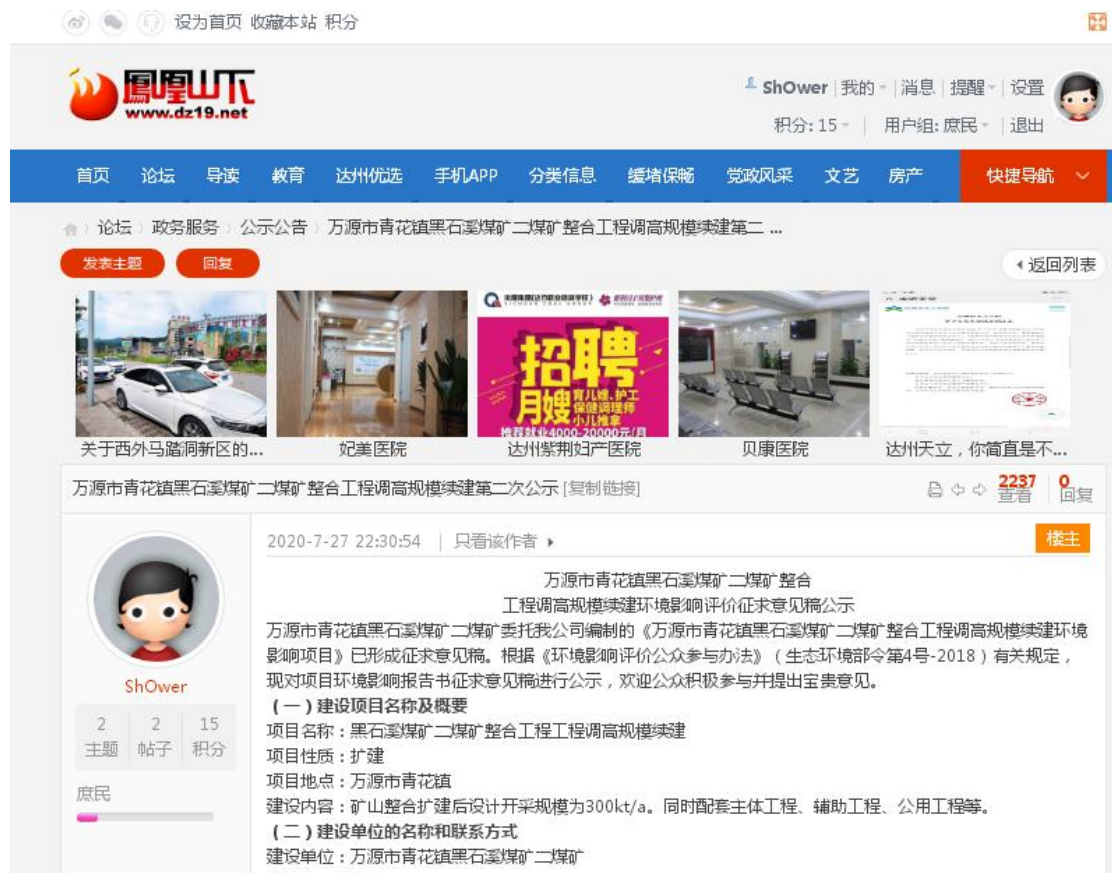 设为首页 收藏本站 积分
鳳凰山下
www.dz19.net
ShOwer 我的 消息 提醒 设置
积分: 15 用户组: 庶民 退出
首页 论坛 导读 教育 达州优选 手机APP 分类信息 缓堵保畅 党政风采 文艺 房产 快捷导航
论坛 政务服务 公示公告 万源市青花镇黑石溪煤矿二煤矿整合工程调高规模续建第二 ...
发表主题 回复 返回列表
招聘
月嫂 育儿嫂、护工
保健调理师
小儿推拿
推荐就业4000-20000元/月
关于西外马踏洞新区的... 妃美医院 达州紫荆妇产医院 贝康医院 达州天立，你简直是不...
万源市青花镇黑石溪煤矿二煤矿整合工程调高规模续建第二次公示 [复制链接] 2237 查看 0 回复
2020-7-27 22:30:54 | 只看该作者 楼主
ShOwer
2 2 15
主题 帖子 积分
庶民
万源市青花镇黑石溪煤矿二煤矿整合
工程调高规模续建环境影响评价征求意见稿公示
万源市青花镇黑石溪煤矿二煤矿委托我公司编制的《万源市青花镇黑石溪煤矿二煤矿整合工程调高规模续建环境
影响项目》已形成征求意见稿。根据《环境影响评价公众参与办法》（生态环境部令第4号-2018）有关规定，
现对项目环境影响报告书征求意见稿进行公示，欢迎公众积极参与并提出宝贵意见。
(一) 建设项目名称及概要
项目名称：黑石溪煤矿二煤矿整合工程工程调高规模续建
项目性质：扩建
项目地点：万源市青花镇
建设内容：矿山整合扩建后设计开采规模为300kt/a。同时配套主体工程、辅助工程、公用工程等。
(二) 建设单位的名称和联系方式
建设单位：万源市青花镇黑石溪煤矿二煤矿